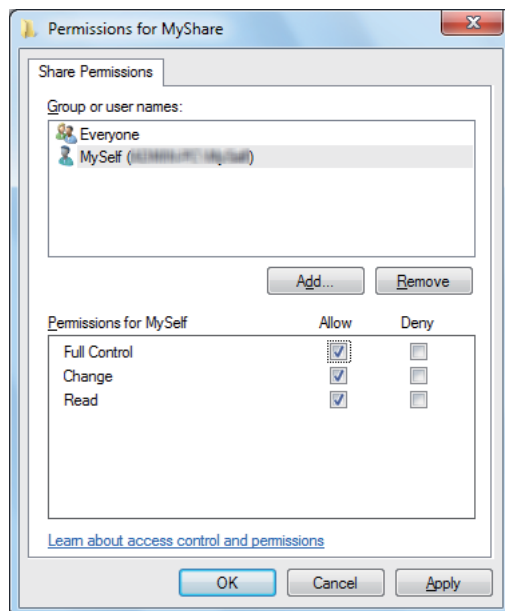 Permissions for MyShare
Share Permissions
Group or user names:
Everyone
MySelf ( )
Add... Remove
Permissions for MySelf Allow Deny
Full Control
Change
Read
Learn about access control and permissions
OK Cancel Apply